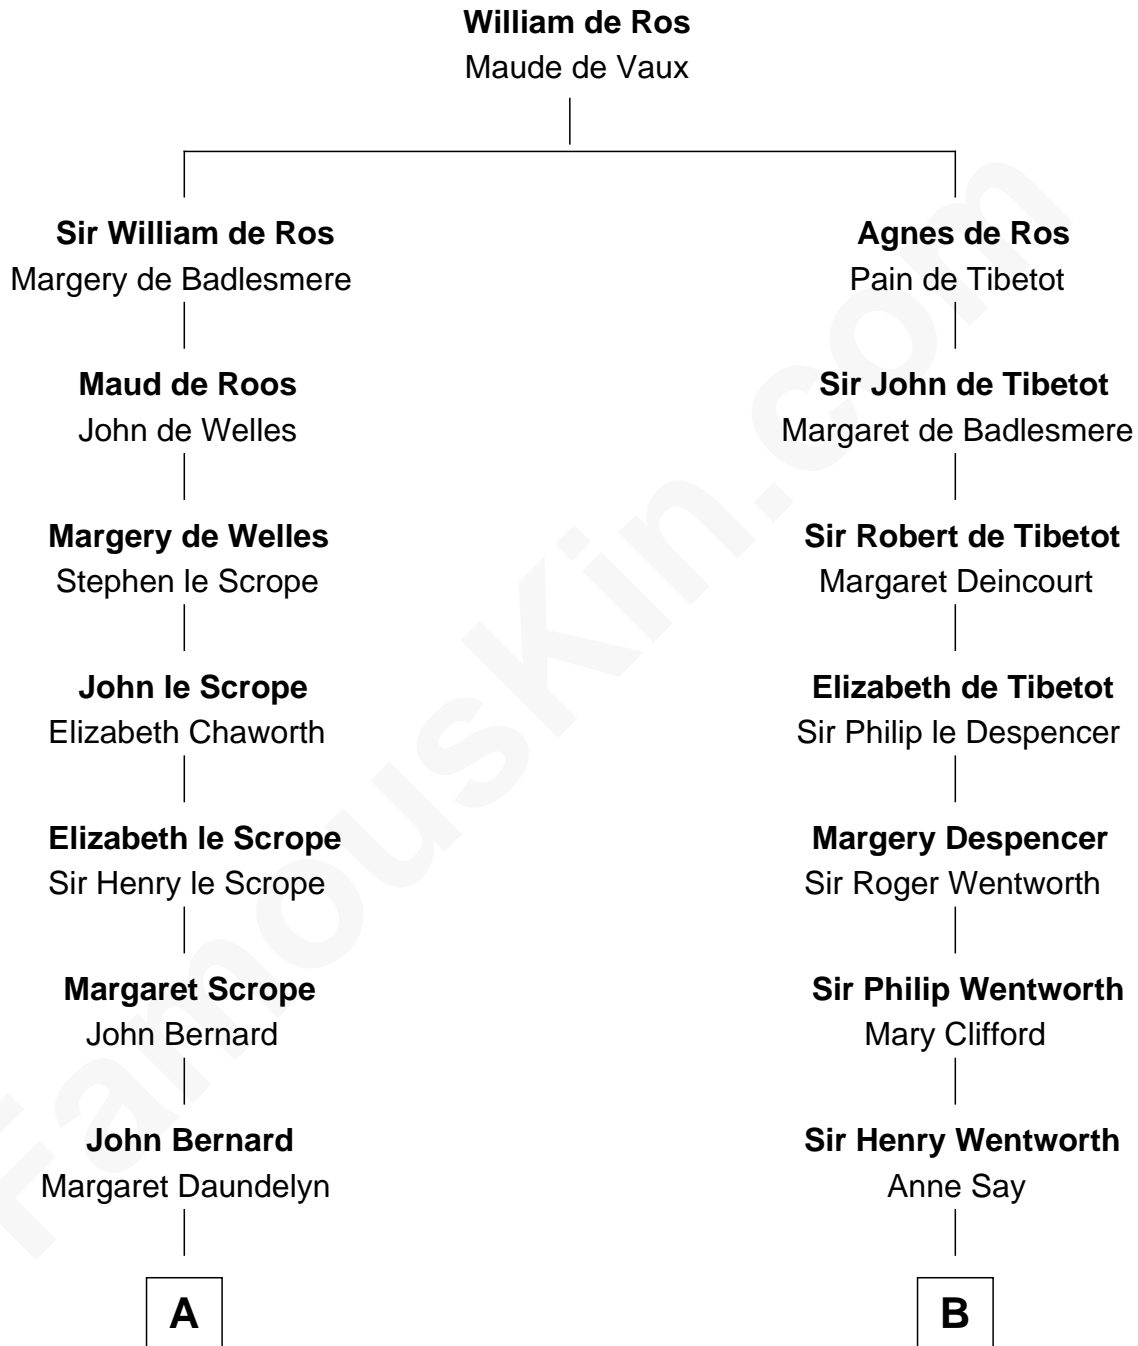 William de Ros
Maude de Vaux
Sir William de Ros
Margery de Badlesmere
Agnes de Ros
Pain de Tibetot
Maud de Roos
John de Welles
Sir John de Tibetot
Margaret de Badlesmere
Margery de Welles
Stephen le Scrope
Sir Robert de Tibetot
Margaret Deincourt
John le Scrope
Elizabeth Chaworth
Elizabeth de Tibetot
Sir Philip le Despencer
Elizabeth le Scrope
Sir Henry le Scrope
Margery Despencer
Sir Roger Wentworth
Margaret Scrope
John Bernard
Sir Philip Wentworth
Mary Clifford
John Bernard
Margaret Daundelyn
Sir Henry Wentworth
Anne Say
A
B
FamousKin.com